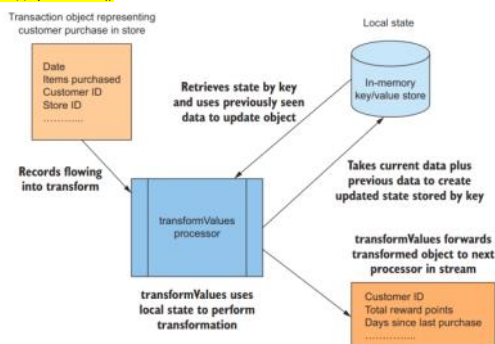 Transaction object representing
customer purchase in store
Local state
Date
Items purchased
Customer ID
Store ID
............
Retrieves state by key
and uses previously seen
data to update object
In-memory
key/value store
Records flowing
into transform
Takes current data plus
previous data to create
updated state stored by key
transformValues
processor
transformValues forwards
transformed object to next
processor in stream
transformValues uses
local state to perform
transformation
Customer ID
Total reward points
Days since last purchase
............